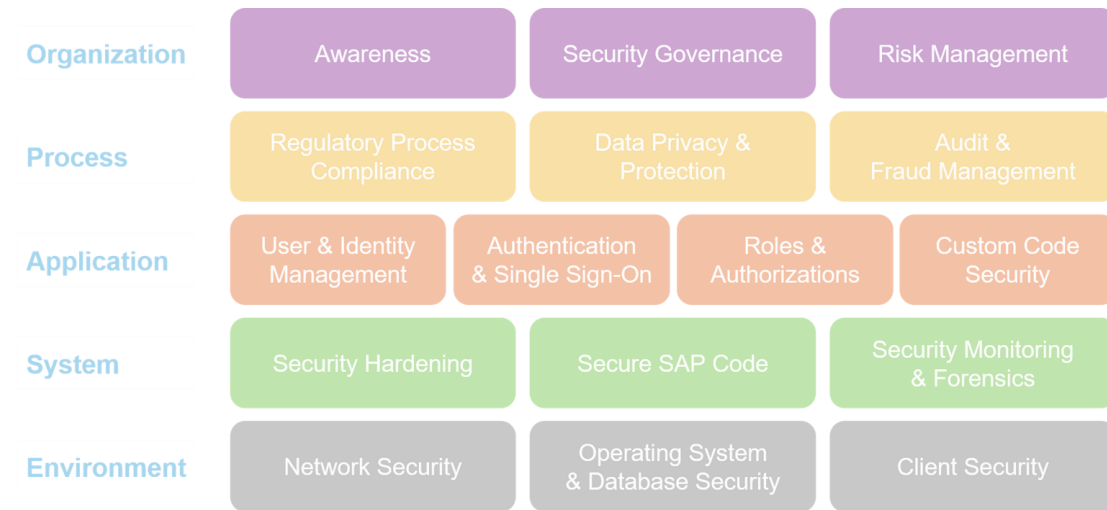 Organization
Awareness
Security Governance
Risk Management
Process
Regulatory Process
Compliance
Data Privacy &
Protection
Audit &
Fraud Management
Application
User & Identity
Management
Authentication
& Single Sign-On
Roles &
Authorizations
Custom Code
Security
System
Security Hardening
Secure SAP Code
Security Monitoring
& Forensics
Environment
Network Security
Operating System
& Database Security
Client Security